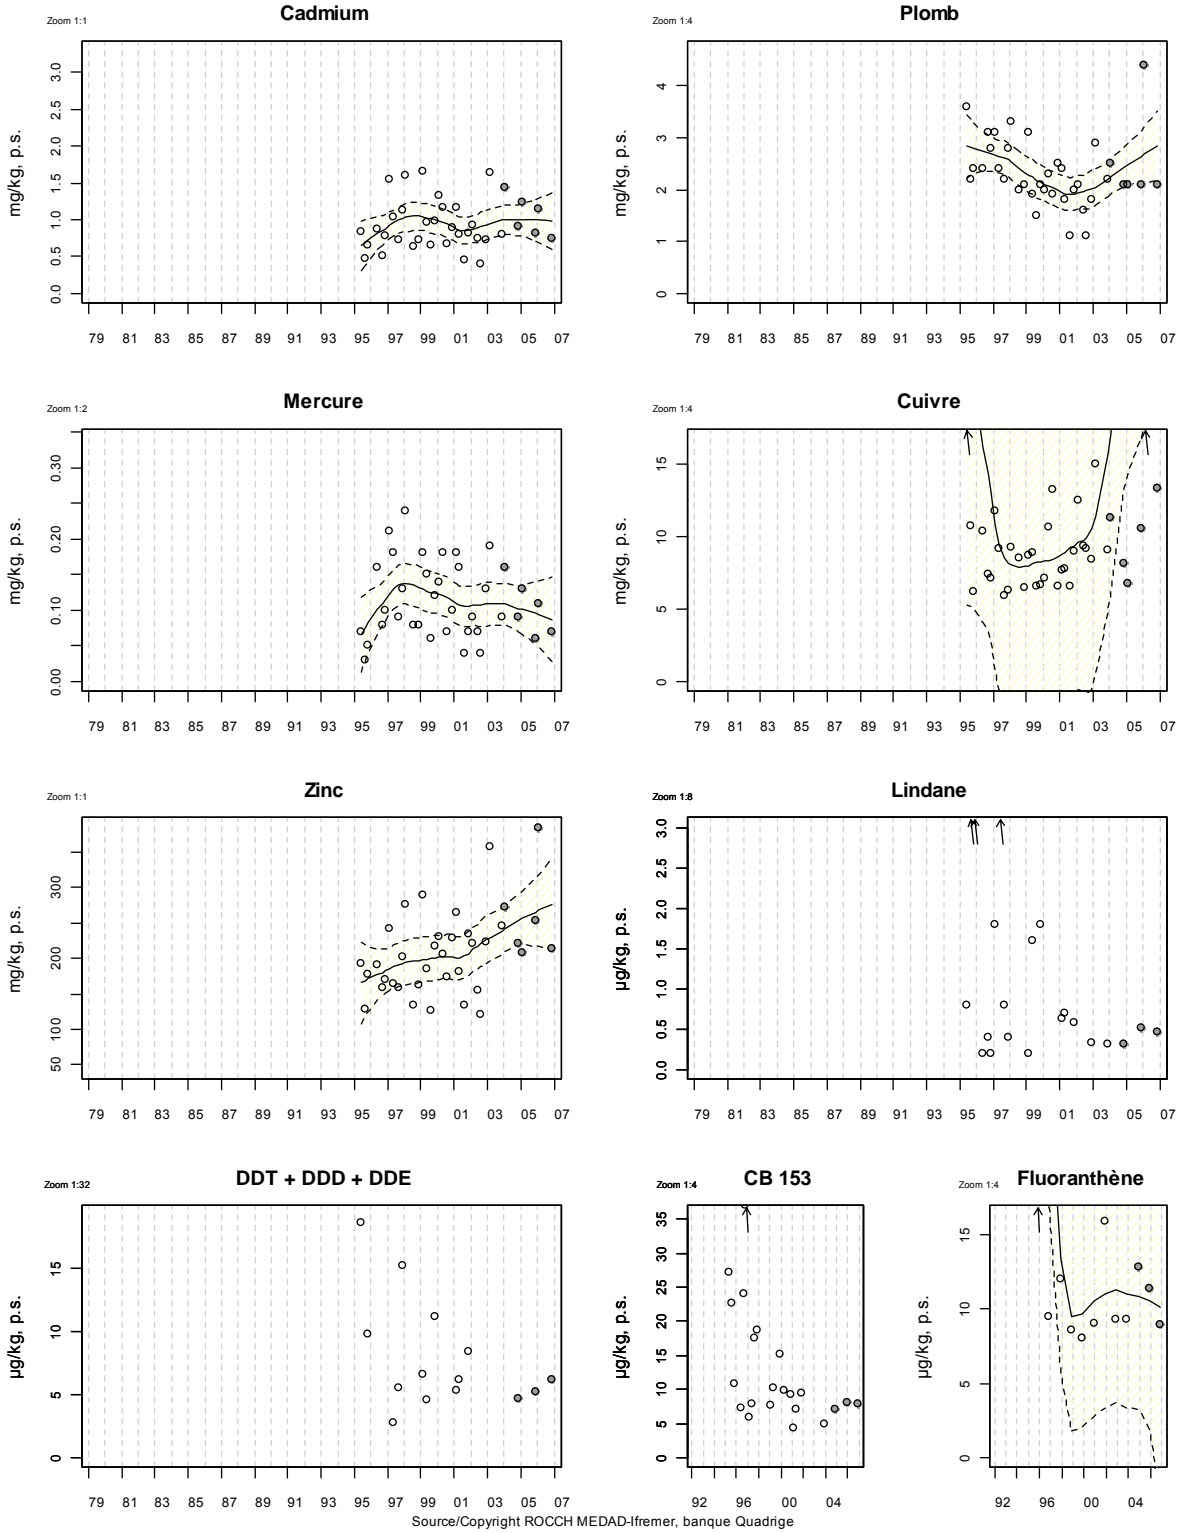 Cadmium
Zoom 1:1
mg/kg, p.s.
0.0 0.5 1.0 1.5 2.0 2.5 3.0
79 81 83 85 87 89 91 93 95 97 99 01 03 05 07
Plomb
Zoom 1:4
mg/kg, p.s.
0 1 2 3 4
79 81 83 85 87 89 91 93 95 97 99 01 03 05 07
Mercure
Zoom 1:2
mg/kg, p.s.
0.00 0.10 0.20 0.30
79 81 83 85 87 89 91 93 95 97 99 01 03 05 07
Cuivre
Zoom 1:4
mg/kg, p.s.
0 5 10 15
79 81 83 85 87 89 91 93 95 97 99 01 03 05 07
Zinc
Zoom 1:1
mg/kg, p.s.
50 100 200 300
79 81 83 85 87 89 91 93 95 97 99 01 03 05 07
Lindane
Zoom 1:8
µg/kg, p.s.
0.0 0.5 1.0 1.5 2.0 2.5 3.0
79 81 83 85 87 89 91 93 95 97 99 01 03 05 07
DDT + DDD + DDE
Zoom 1:32
µg/kg, p.s.
0 5 10 15
79 81 83 85 87 89 91 93 95 97 99 01 03 05 07
CB 153
Zoom 1:4
µg/kg, p.s.
0 5 10 15 20 25 30 35
92 96 00 04
Fluoranthène
Zoom 1:4
µg/kg, p.s.
0 5 10 15
92 96 00 04
Source/Copyright ROCCH MEDAD-Ifremer, banque Quadrige